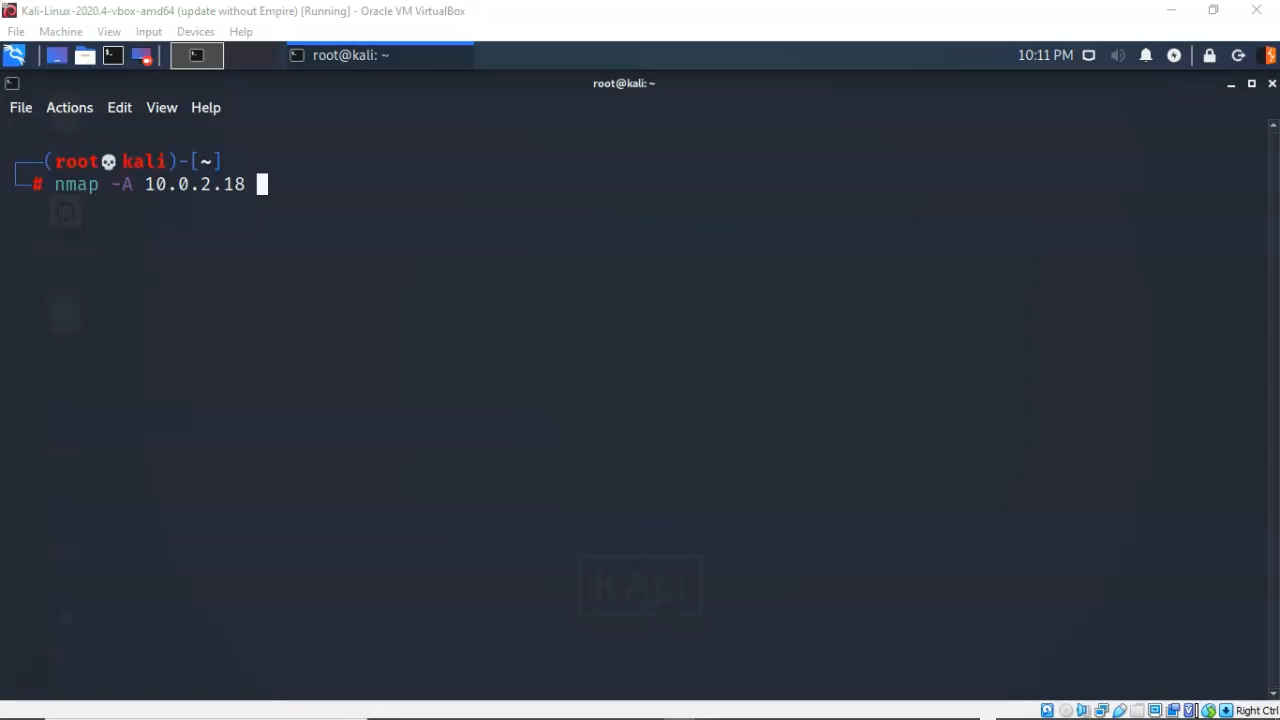 Kali-Linux-2020.4-vbox-amd64 (update without Empire) [Running] - Oracle VM VirtualBox
File Machine View Input Devices Help
root@kali: ~
10:11 PM
root@kali:~
File Actions Edit View Help
(root💀kali)-[~]
# nmap -A 10.0.2.18
KALI
Right Ctrl